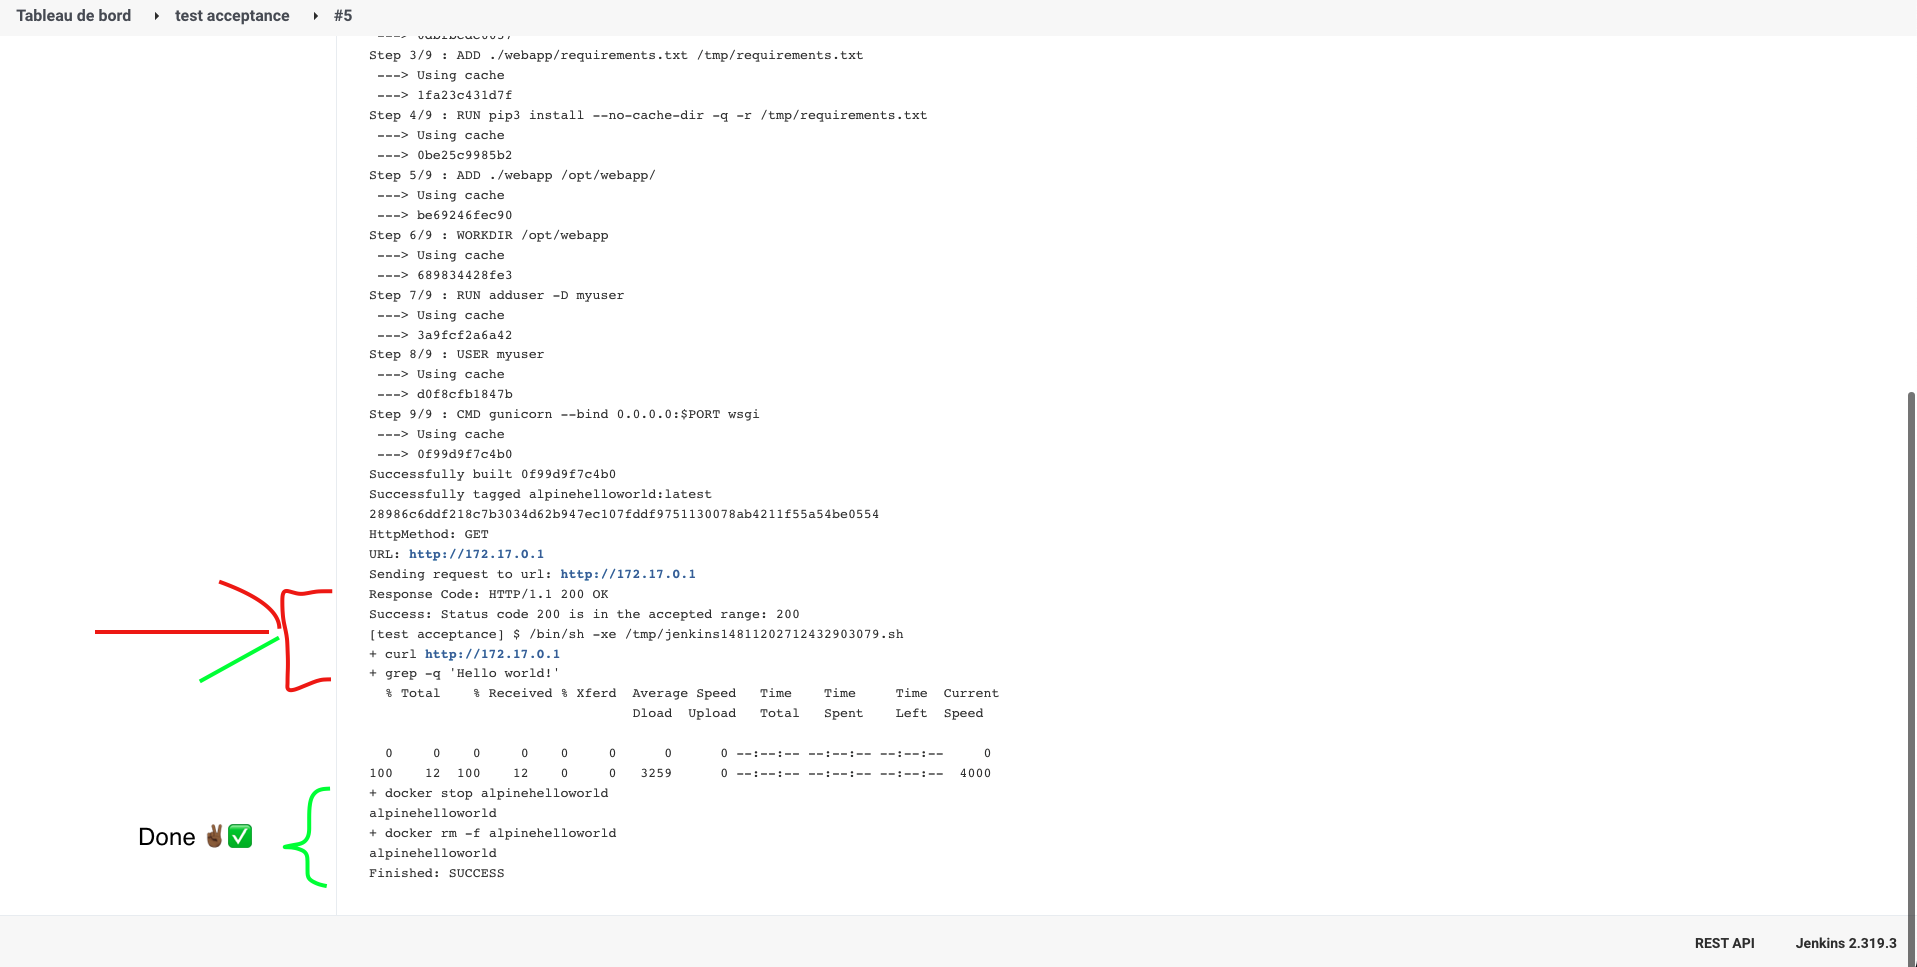 Tableau de bord ▸ test acceptance ▸ #5
Step 3/9 : ADD ./webapp/requirements.txt /tmp/requirements.txt
---> Using cache
---> 1fa23c431d7f
Step 4/9 : RUN pip3 install --no-cache-dir -q -r /tmp/requirements.txt
---> Using cache
---> 0be25c9985b2
Step 5/9 : ADD ./webapp /opt/webapp/
---> Using cache
---> be69246fec90
Step 6/9 : WORKDIR /opt/webapp
---> Using cache
---> 689834428fe3
Step 7/9 : RUN adduser -D myuser
---> Using cache
---> 3a9fcf2a6a42
Step 8/9 : USER myuser
---> Using cache
---> d0f8cfb1847b
Step 9/9 : CMD gunicorn --bind 0.0.0.0:$PORT wsgi
---> Using cache
---> 0f99d9f7c4b0
Successfully built 0f99d9f7c4b0
Successfully tagged alpinehelloworld:latest
28986c6ddf218c7b3034d62b947ec107fddf9751130078ab4211f55a54be0554
HttpMethod: GET
URL: http://172.17.0.1
Sending request to url: http://172.17.0.1
Response Code: HTTP/1.1 200 OK
Success: Status code 200 is in the accepted range: 200
[test acceptance] $ /bin/sh -xe /tmp/jenkins14811202712432903079.sh
+ curl http://172.17.0.1
+ grep -q 'Hello world!'
% Total % Received % Xferd Average Speed Time Time Time Current
Dload Upload Total Spent Left Speed
0 0 0 0 0 0 0 0 --:--:-- --:--:-- --:--:-- 0
100 12 100 12 0 0 3259 0 --:--:-- --:--:-- --:--:-- 4000
+ docker stop alpinehelloworld
alpinehelloworld
+ docker rm -f alpinehelloworld
alpinehelloworld
Finished: SUCCESS
Done ✌🏾✅
REST API Jenkins 2.319.3